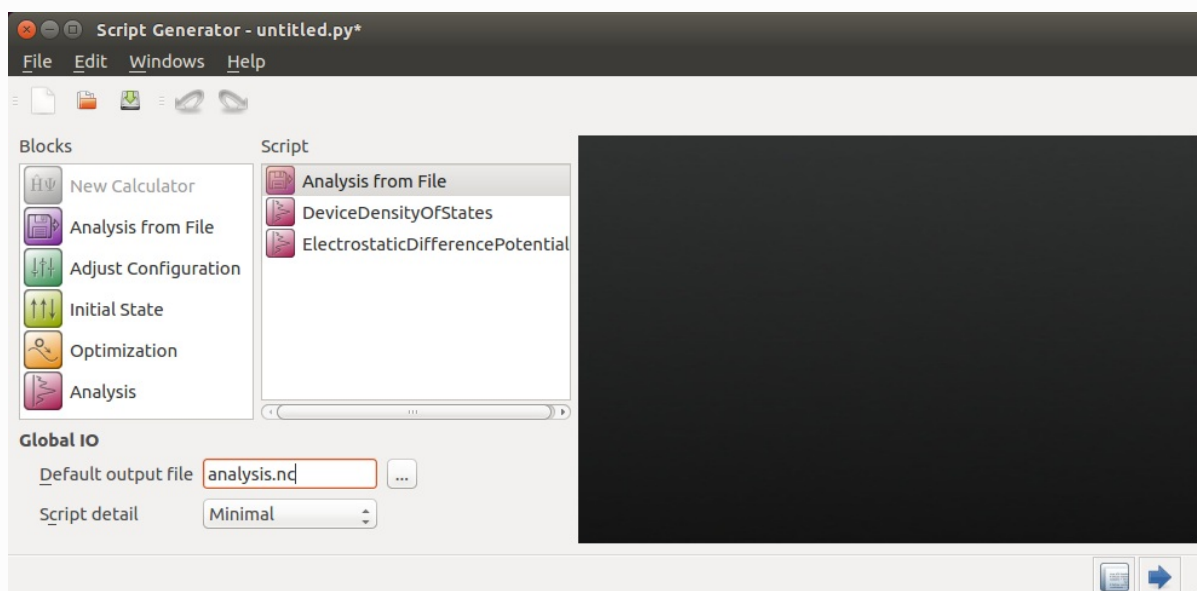 Script Generator - untitled.py*
File Edit Windows Help
Blocks
Script
ĤΨ New Calculator
Analysis from File
Adjust Configuration
Initial State
Optimization
Analysis
Analysis from File
DeviceDensityOfStates
ElectrostaticDifferencePotential
Global IO
Default output file analysis.nc ...
Script detail Minimal